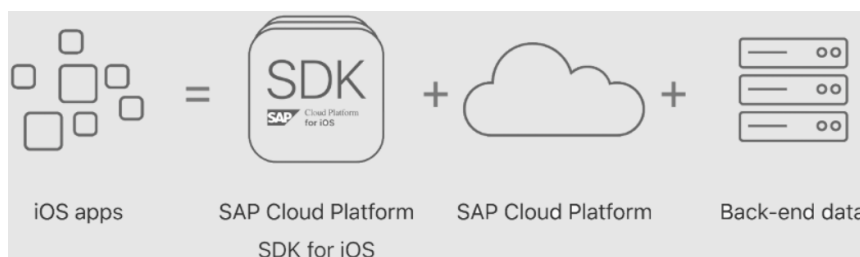 SDK
SAP Cloud Platform
for iOS
= + +
iOS apps
SAP Cloud Platform
SDK for iOS
SAP Cloud Platform
Back-end data